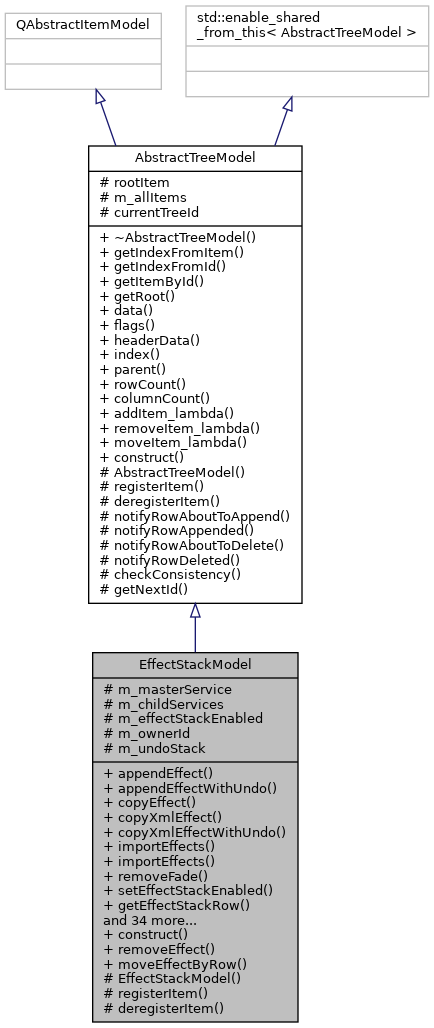 QAbstractItemModel
std::enable_shared
_from_this< AbstractTreeModel >
AbstractTreeModel
# rootItem
# m_allItems
# currentTreeId
+ ~AbstractTreeModel()
+ getIndexFromItem()
+ getIndexFromId()
+ getItemById()
+ getRoot()
+ data()
+ flags()
+ headerData()
+ index()
+ parent()
+ rowCount()
+ columnCount()
+ addItem_lambda()
+ removeItem_lambda()
+ moveItem_lambda()
+ construct()
# AbstractTreeModel()
# registerItem()
# deregisterItem()
# notifyRowAboutToAppend()
# notifyRowAppended()
# notifyRowAboutToDelete()
# notifyRowDeleted()
# checkConsistency()
# getNextId()
EffectStackModel
# m_masterService
# m_childServices
# m_effectStackEnabled
# m_ownerId
# m_undoStack
+ appendEffect()
+ appendEffectWithUndo()
+ copyEffect()
+ copyXmlEffect()
+ copyXmlEffectWithUndo()
+ importEffects()
+ importEffects()
+ removeFade()
+ setEffectStackEnabled()
+ getEffectStackRow()
and 34 more...
+ construct()
+ removeEffect()
+ moveEffectByRow()
# EffectStackModel()
# registerItem()
# deregisterItem()